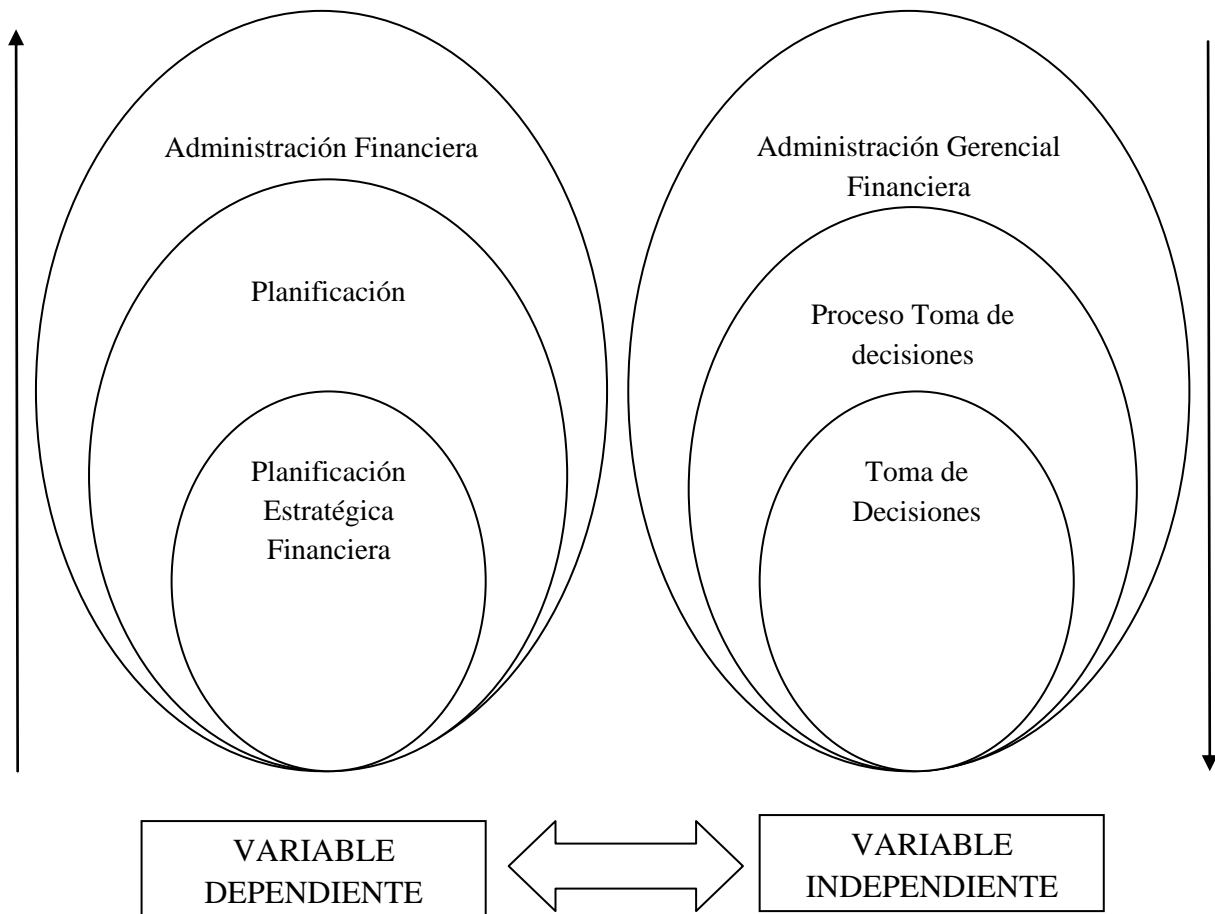 Administración Financiera
Planificación
Planificación
Estratégica
Financiera
Administración Gerencial
Financiera
Proceso Toma de
decisiones
Toma de
Decisiones
VARIABLE
DEPENDIENTE
VARIABLE
INDEPENDIENTE